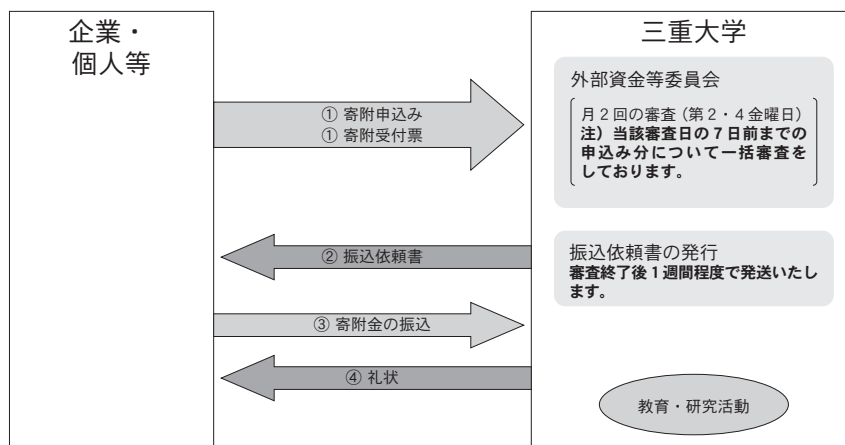 企業・
個人等
三重大学
外部資金等委員会
月２回の審査（第２・４金曜日）
注）当該審査日の７日前までの
申込み分について一括審査を
しております。
① 寄附申込み
① 寄附受付票
② 振込依頼書
振込依頼書の発行
審査終了後１週間程度で発送いたし
ます。
③ 寄附金の振込
④ 礼状
教育・研究活動